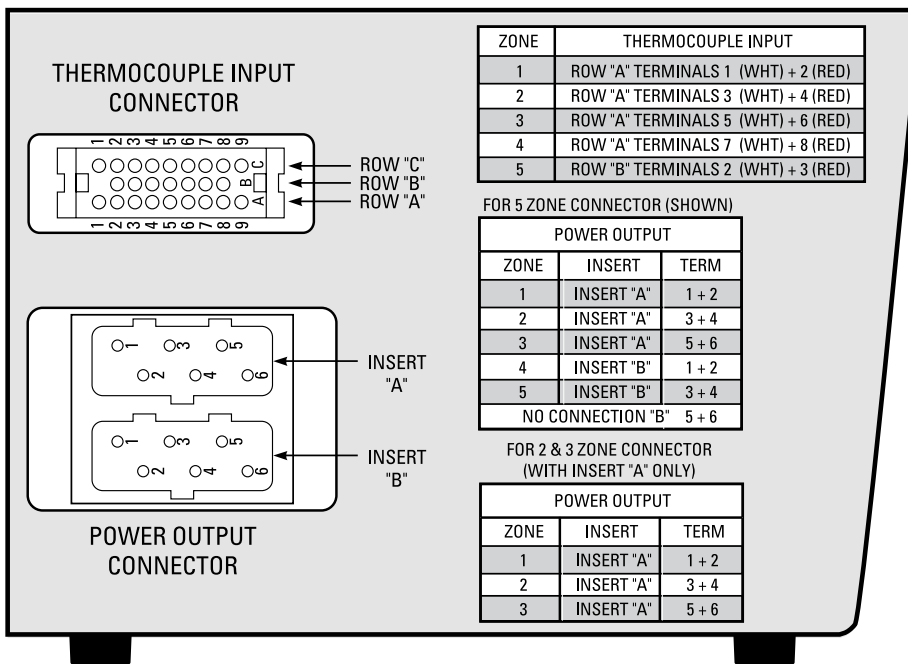 THERMOCOUPLE INPUT
CONNECTOR
1 2 3 4 5 6 7 8 9
C
B
A
1 2 3 4 5 6 7 8 9
ROW "C"
ROW "B"
ROW "A"
1 3 5
2 4 6
INSERT
"A"
1 3 5
2 4 6
INSERT
"B"
POWER OUTPUT
CONNECTOR
ZONE THERMOCOUPLE INPUT
1 ROW "A" TERMINALS 1 (WHT) + 2 (RED)
2 ROW "A" TERMINALS 3 (WHT) + 4 (RED)
3 ROW "A" TERMINALS 5 (WHT) + 6 (RED)
4 ROW "A" TERMINALS 7 (WHT) + 8 (RED)
5 ROW "B" TERMINALS 2 (WHT) + 3 (RED)
FOR 5 ZONE CONNECTOR (SHOWN)
POWER OUTPUT
ZONE INSERT TERM
1 INSERT "A" 1 + 2
2 INSERT "A" 3 + 4
3 INSERT "A" 5 + 6
4 INSERT "B" 1 + 2
5 INSERT "B" 3 + 4
NO CONNECTION "B" 5 + 6
FOR 2 & 3 ZONE CONNECTOR
(WITH INSERT "A" ONLY)
POWER OUTPUT
ZONE INSERT TERM
1 INSERT "A" 1 + 2
2 INSERT "A" 3 + 4
3 INSERT "A" 5 + 6